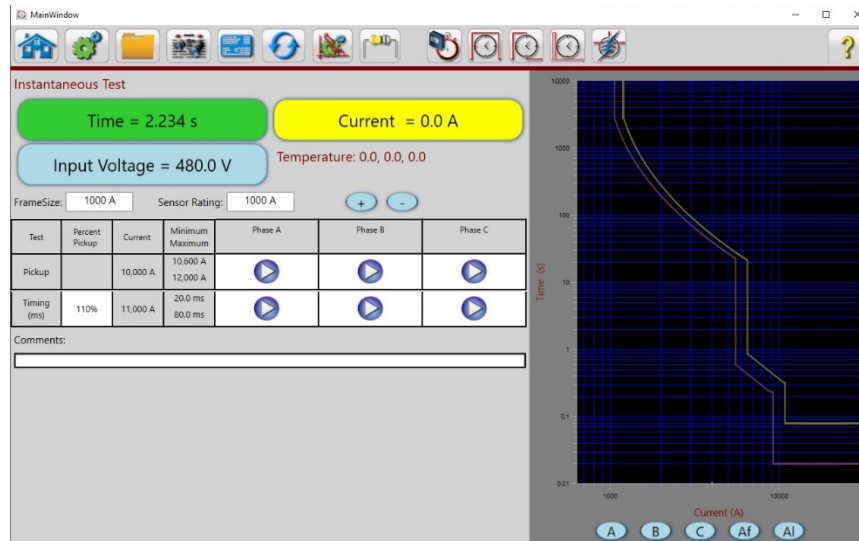 MainWindow
?
Instantaneous Test
Time = 2.234 s
Current = 0.0 A
Input Voltage = 480.0 V
Temperature: 0.0, 0.0, 0.0
FrameSize: 1000 A Sensor Rating: 1000 A + -
Test Percent Pickup Current Minimum Maximum Phase A Phase B Phase C
Pickup 10,000 A 10,600 A 12,000 A
Timing (ms) 110% 11,000 A 20.0 ms 80.0 ms
Comments:
10000
1000
100
10
1
0.1
0.01
Time (s)
1000 10000
Current (A)
A B C Af Al